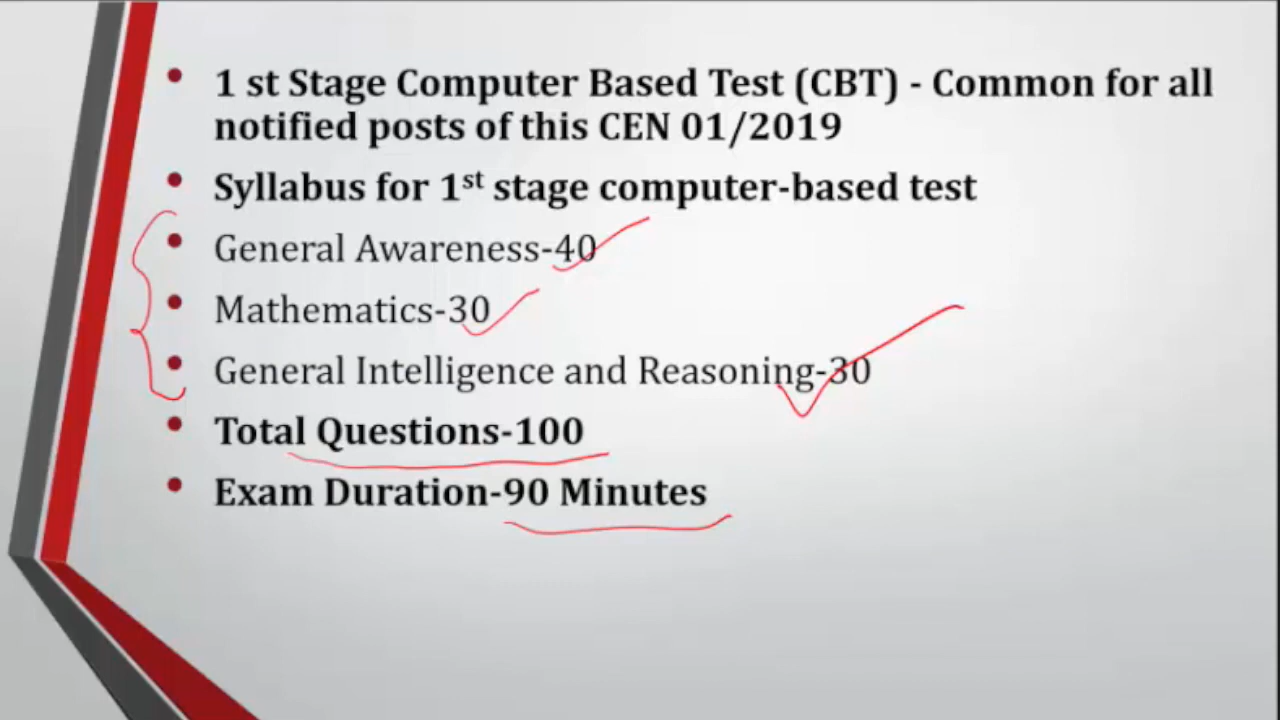 1 st Stage Computer Based Test (CBT) - Common for all
notified posts of this CEN 01/2019
Syllabus for 1st stage computer-based test
General Awareness-40
Mathematics-30
General Intelligence and Reasoning-30
Total Questions-100
Exam Duration-90 Minutes